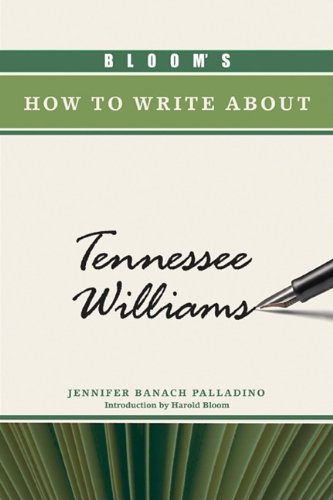 BLOOM'S
HOW TO WRITE ABOUT
Tennessee
Williams
JENNIFER BANACH PALLADINO
Introduction by Harold Bloom